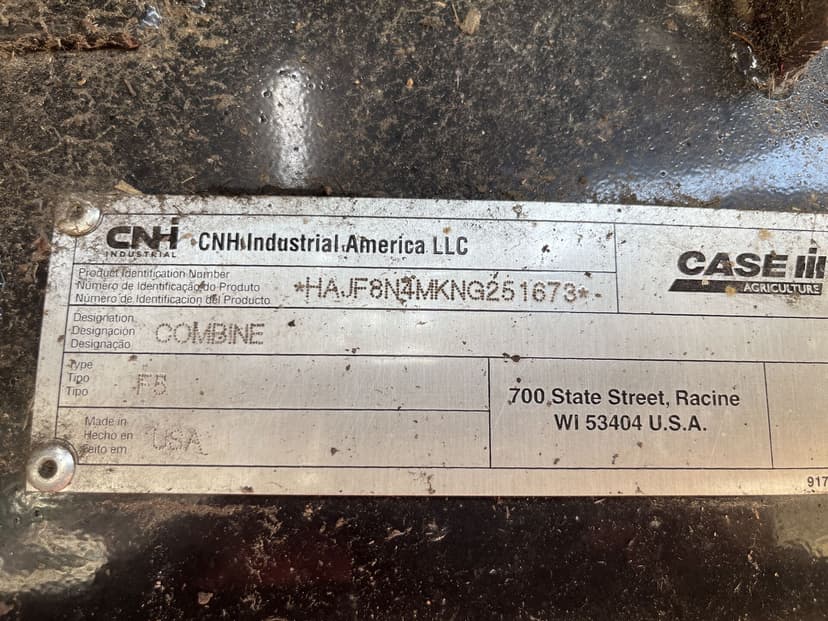 CNH INDUSTRIAL CNH Industrial America LLC
CASE IH
AGRICULTURE
Product Identification Number
Número de Identificação do Produto
Número de Identificacion del Producto
*HAJF8N4MKNG251673*
Designation
Designación
Designação
COMBINE
Type
Tipo
Tipo
F5
700 State Street, Racine
WI 53404 U.S.A.
Made in
Hecho en
Feito em
USA
917